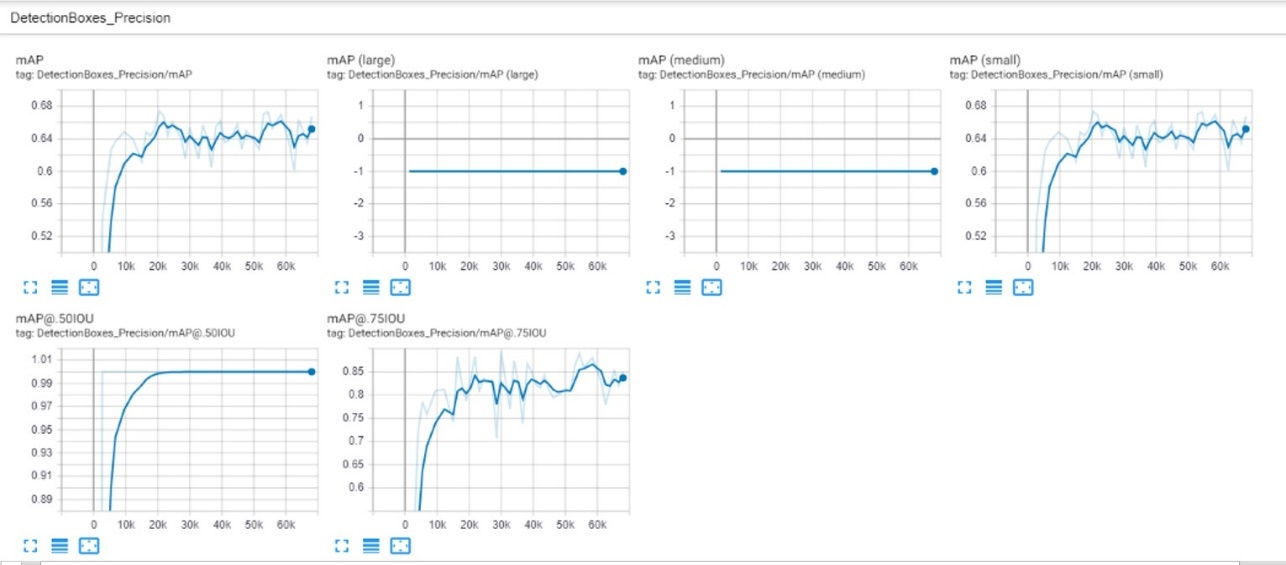 DetectionBoxes_Precision
mAP
tag: DetectionBoxes_Precision/mAP
0.68
0.64
0.6
0.56
0.52
0 10k 20k 30k 40k 50k 60k
mAP (large)
tag: DetectionBoxes_Precision/mAP (large)
1
0
-1
-2
-3
0 10k 20k 30k 40k 50k 60k
mAP (medium)
tag: DetectionBoxes_Precision/mAP (medium)
1
0
-1
-2
-3
0 10k 20k 30k 40k 50k 60k
mAP (small)
tag: DetectionBoxes_Precision/mAP (small)
0.68
0.64
0.6
0.56
0.52
0 10k 20k 30k 40k 50k 60k
mAP@.50IOU
tag: DetectionBoxes_Precision/mAP@.50IOU
1.01
0.99
0.97
0.95
0.93
0.91
0.89
0 10k 20k 30k 40k 50k 60k
mAP@.75IOU
tag: DetectionBoxes_Precision/mAP@.75IOU
0.85
0.8
0.75
0.7
0.65
0.6
0 10k 20k 30k 40k 50k 60k